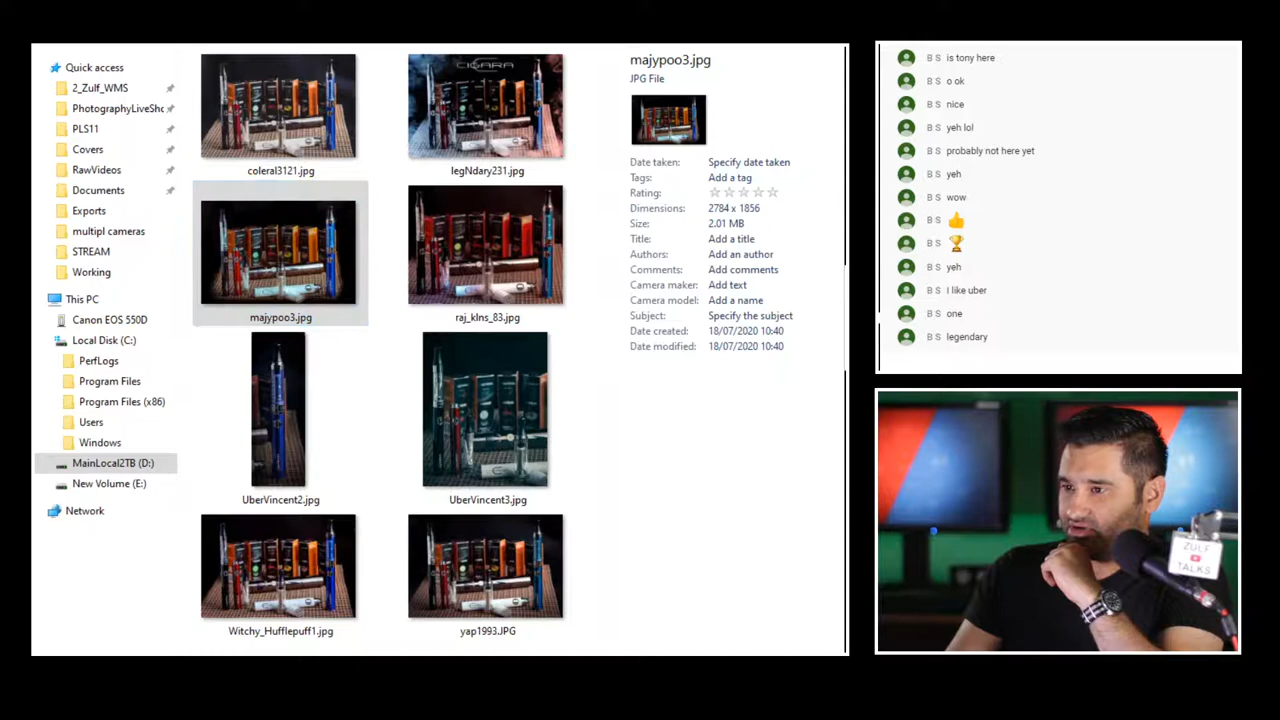 Quick access
2_Zulf_WMS
PhotographyLiveSho
PLS11
Covers
RawVideos
Documents
Exports
multipl cameras
STREAM
Working
This PC
Canon EOS 550D
Local Disk (C:)
PerfLogs
Program Files
Program Files (x86)
Users
Windows
MainLocal2TB (D:)
New Volume (E:)
Network
CIGARA
coleral3121.jpg
legNdary231.jpg
majypoo3.jpg
raj_klns_83.jpg
UberVincent2.jpg
UberVincent3.jpg
Witchy_Hufflepuff1.jpg
yap1993.JPG
majypoo3.jpg
JPG File
Date taken: Specify date taken
Tags: Add a tag
Rating:
Dimensions: 2784 x 1856
Size: 2.01 MB
Title: Add a title
Authors: Add an author
Comments: Add comments
Camera maker: Add text
Camera model: Add a name
Subject: Specify the subject
Date created: 18/07/2020 10:40
Date modified: 18/07/2020 10:40
B S is tony here
B S o ok
B S nice
B S yeh lol
B S probably not here yet
B S yeh
B S wow
B S 👍
B S 🏆
B S yeh
B S I like uber
B S one
B S legendary
ZULF
TALKS